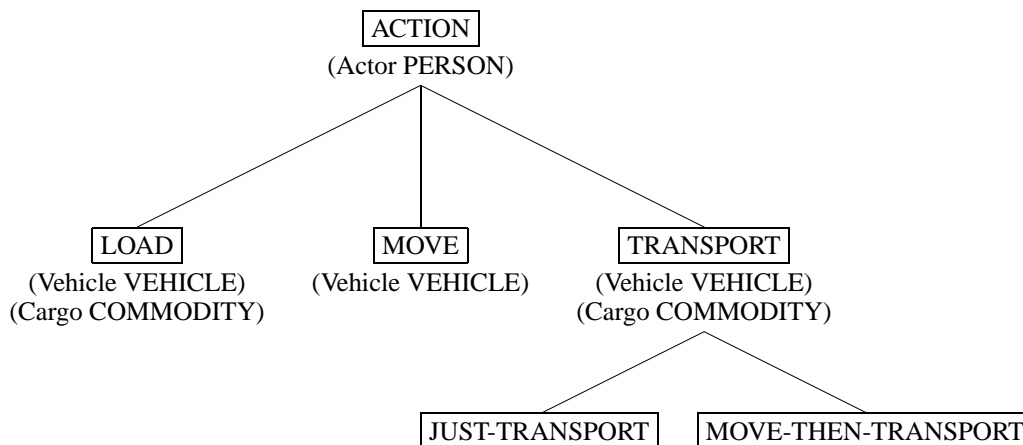 ACTION
(Actor PERSON)
LOAD
(Vehicle VEHICLE)
(Cargo COMMODITY)
MOVE
(Vehicle VEHICLE)
TRANSPORT
(Vehicle VEHICLE)
(Cargo COMMODITY)
JUST-TRANSPORT
MOVE-THEN-TRANSPORT